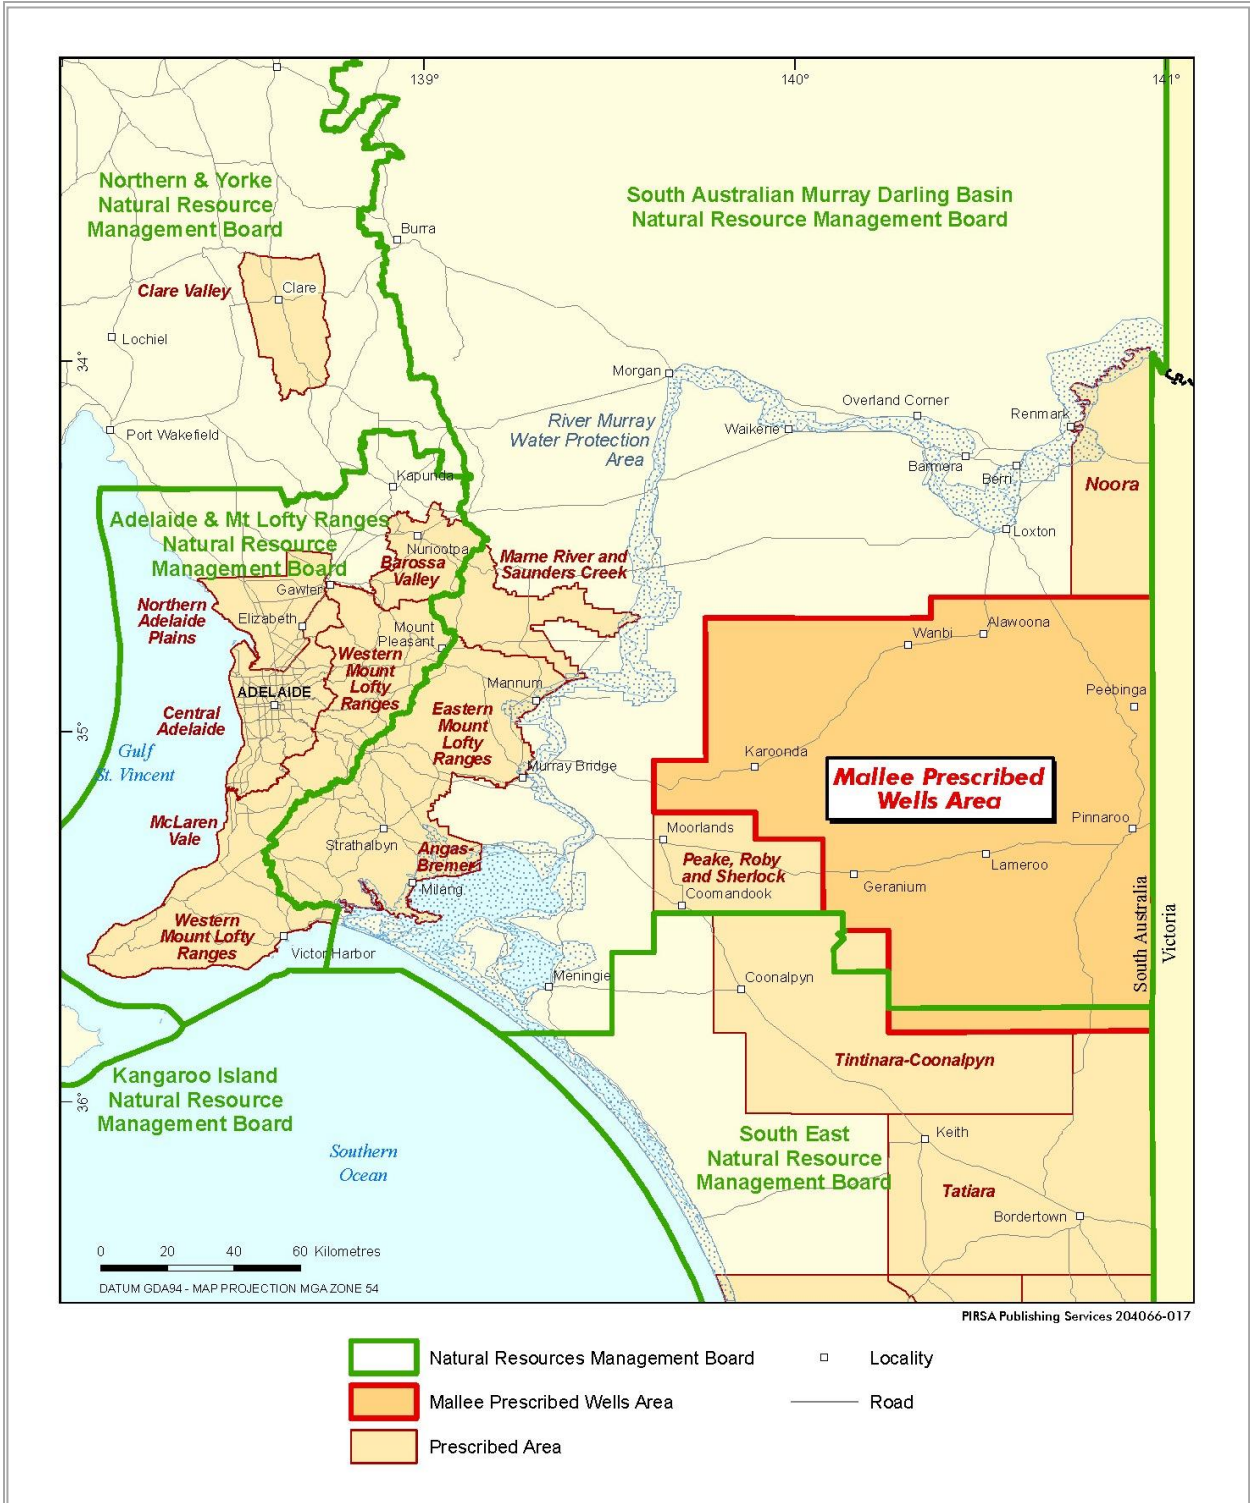 139°
140°
141°
Northern & Yorke
Natural Resource
Management Board
South Australian Murray Darling Basin
Natural Resource Management Board
Burra
Clare Valley
Clare
Lochiel
34°
Morgan
Overland Corner
River Murray
Water Protection
Area
Waikerie
Renmark
Port Wakefield
Barmera
Berri
Kapunda
Noora
Adelaide & Mt Lofty Ranges
Natural Resource
Management Board
Loxton
Nuriootpa
Barossa
Valley
Marne River and
Saunders Creek
Gawler
Northern
Adelaide
Plains
Elizabeth
Mount
Pleasant
Alawoona
Wanbi
Western
Mount
Lofty
Ranges
Mannum
ADELAIDE
Peebinga
Central
Adelaide
Eastern
Mount
Lofty
Ranges
35°
Gulf
St. Vincent
Karoonda
Murray Bridge
Mallee Prescribed
Wells Area
McLaren
Vale
Moorlands
Pinnaroo
Strathalbyn
Angas-
Bremer
Peake, Roby
and Sherlock
Lameroo
Milang
Coomandook
Geranium
South Australia
Victoria
Western
Mount Lofty
Ranges
Victor Harbor
Meningie
Coonalpyn
Tintinara-Coonalpyn
Kangaroo Island
Natural Resource
Management Board
36°
South East
Natural Resource
Management Board
Keith
Southern
Ocean
Tatiara
Bordertown
0 20 40 60 Kilometres
DATUM GDA94 - MAP PROJECTION MGA ZONE 54
PIRSA Publishing Services 204066-017
Natural Resources Management Board
Locality
Mallee Prescribed Wells Area
Road
Prescribed Area